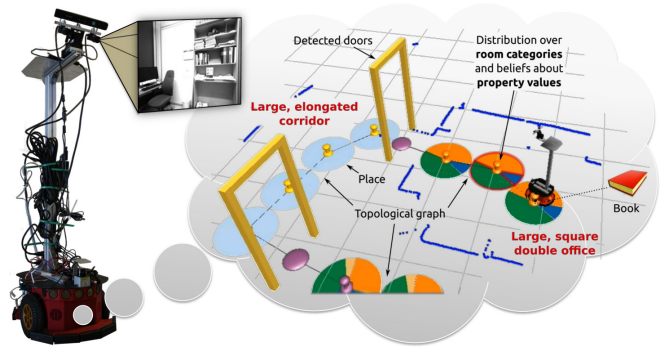 Detected doors
Distribution over
room categories
and beliefs about
property values
Large, elongated
corridor
Place
Topological graph
Book
Large, square
double office